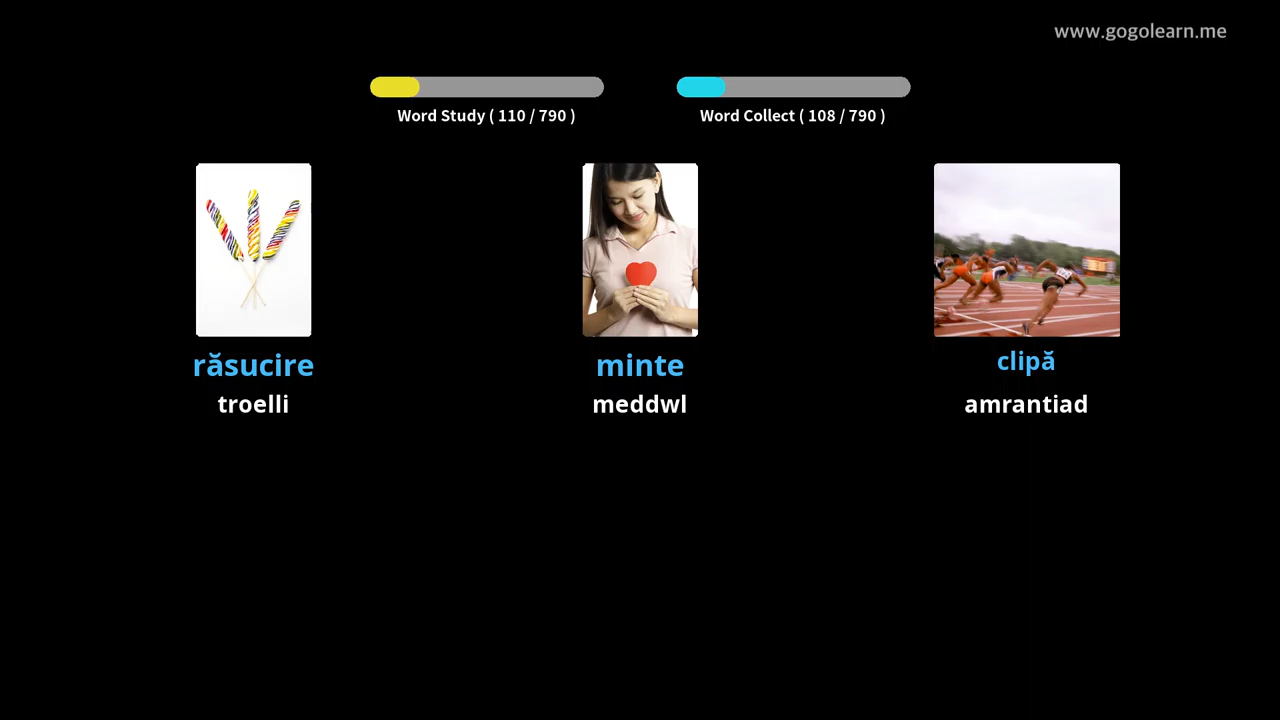 www.gogolearn.me
Word Study ( 110 / 790 )
Word Collect ( 108 / 790 )
răsucire
minte
clipă
troelli
meddwl
amrantiad